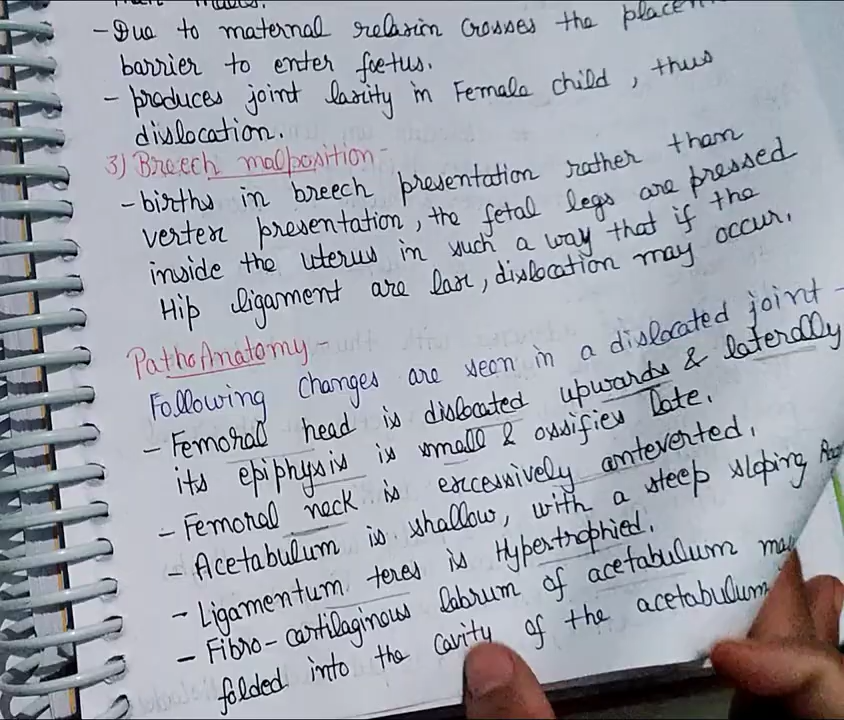 than males.
- Due to maternal relaxin crosses the placen
barrier to enter foetus.
- produces joint laxity in Female child, thus
dislocation.
3) Breech malposition -
- births in breech presentation rather than
vertex presentation, the fetal legs are pressed
inside the uterus in such a way that if the
Hip ligament are lax, dislocation may occur.
PathoAnatomy -
Following changes are seen in a dislocated joint -
- Femoral head is dislocated upwards & laterally
its epiphysis is small & ossifies late.
- Femoral neck is excessively anteverted.
- Acetabulum is shallow, with a steep sloping
- Ligamentum teres is Hypertrophied.
- Fibro-cartilaginous labrum of acetabulum may
folded into the cavity of the acetabulum